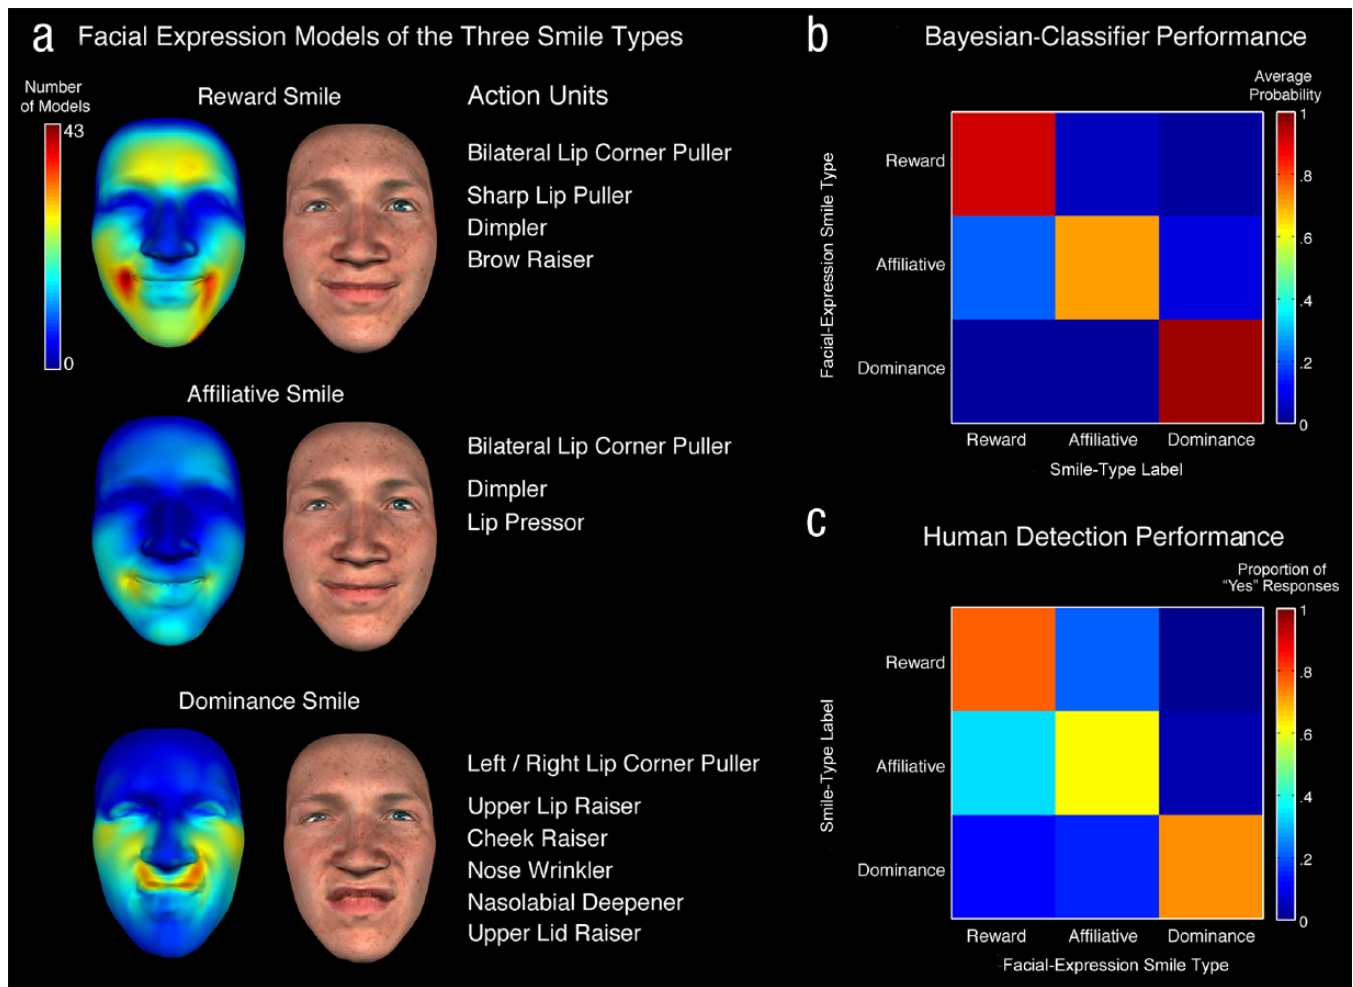 a Facial Expression Models of the Three Smile Types
Number
of Models
43
0
Reward Smile
Action Units
Bilateral Lip Corner Puller
Sharp Lip Puller
Dimpler
Brow Raiser
Affiliative Smile
Bilateral Lip Corner Puller
Dimpler
Lip Pressor
Dominance Smile
Left / Right Lip Corner Puller
Upper Lip Raiser
Cheek Raiser
Nose Wrinkler
Nasolabial Deepener
Upper Lid Raiser
b Bayesian-Classifier Performance
Average
Probability
Facial-Expression Smile Type
Reward
Affiliative
Dominance
Reward Affiliative Dominance
Smile-Type Label
1
.8
.6
.4
.2
0
c Human Detection Performance
Proportion of
"Yes" Responses
Smile-Type Label
Reward
Affiliative
Dominance
Reward Affiliative Dominance
Facial-Expression Smile Type
1
.8
.6
.4
.2
0